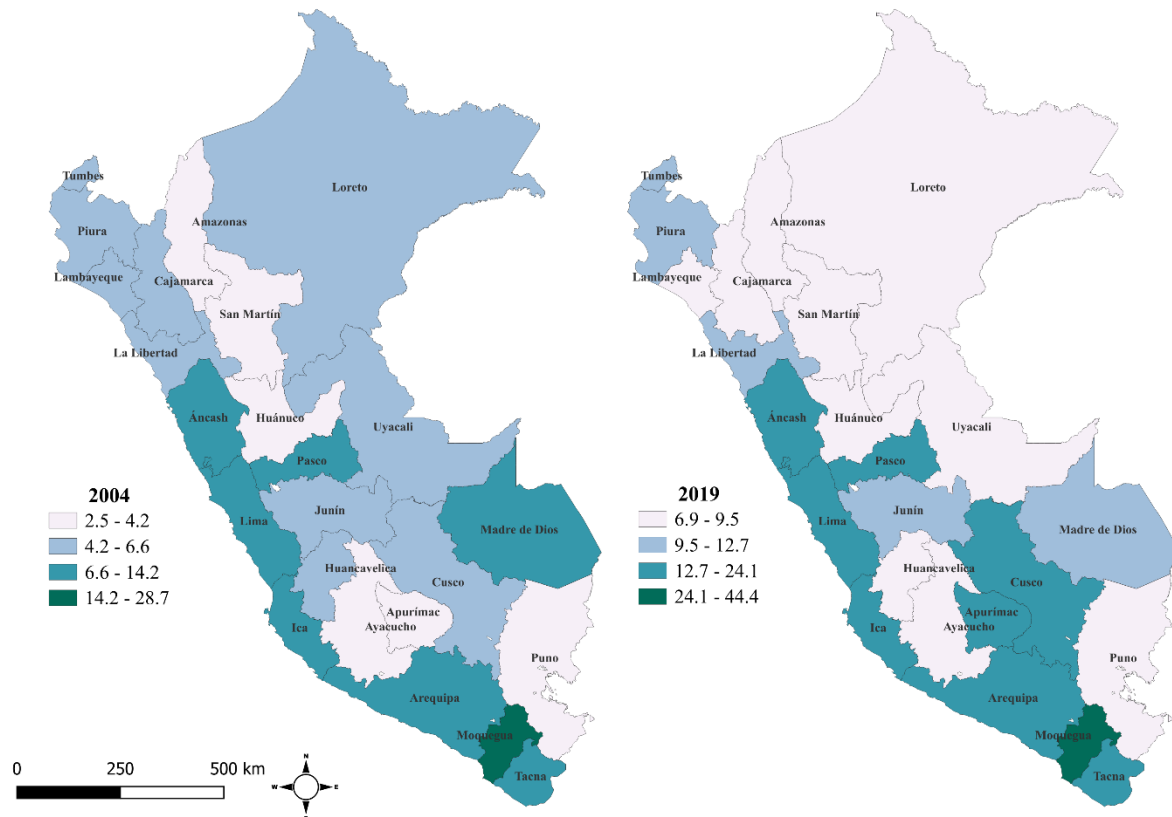 Loreto
Tumbes
Amazonas
Piura
Lambayeque
Cajamarca
San Martín
La Libertad
Áncash
Huánuco
Uyacali
Pasco
Lima
Junín
Madre de Dios
Huancavelica
Cusco
Apurímac
Ayacucho
Ica
Puno
Arequipa
Moquegua
Tacna
2004
2.5 - 4.2
4.2 - 6.6
6.6 - 14.2
14.2 - 28.7
0 250 500 km
N
W E
Loreto
Tumbes
Amazonas
Piura
Lambayeque
Cajamarca
San Martín
La Libertad
Áncash
Huánuco
Uyacali
Pasco
Lima
Junín
Madre de Dios
Huancavelica
Cusco
Apurímac
Ayacucho
Ica
Puno
Arequipa
Moquegua
Tacna
2019
6.9 - 9.5
9.5 - 12.7
12.7 - 24.1
24.1 - 44.4